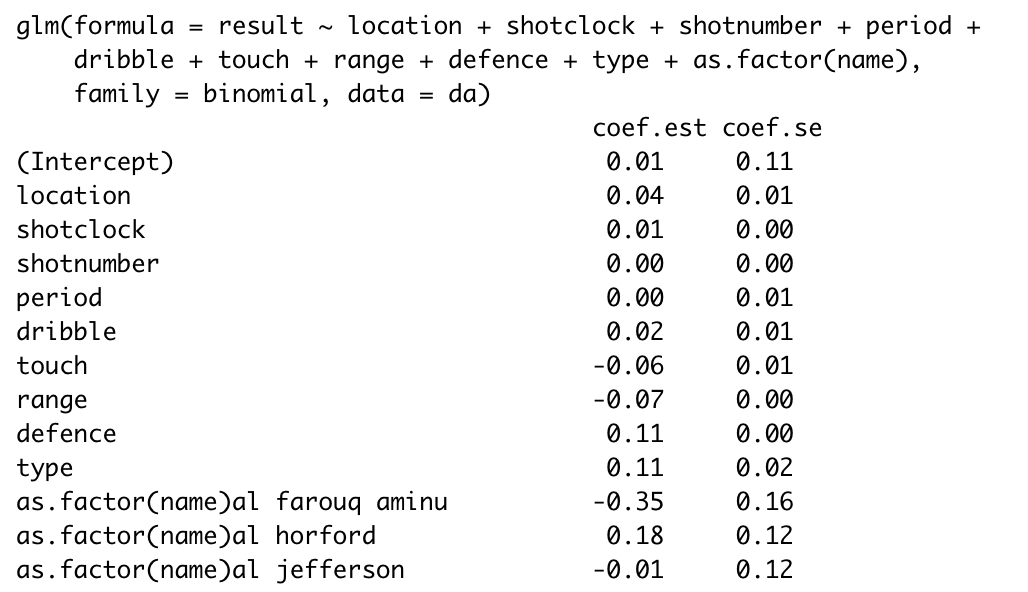 glm(formula = result ~ location + shotclock + shotnumber + period +
dribble + touch + range + defence + type + as.factor(name),
family = binomial, data = da)
coef.est coef.se
(Intercept) 0.01 0.11
location 0.04 0.01
shotclock 0.01 0.00
shotnumber 0.00 0.00
period 0.00 0.01
dribble 0.02 0.01
touch -0.06 0.01
range -0.07 0.00
defence 0.11 0.00
type 0.11 0.02
as.factor(name)al farouq aminu -0.35 0.16
as.factor(name)al horford 0.18 0.12
as.factor(name)al jefferson -0.01 0.12